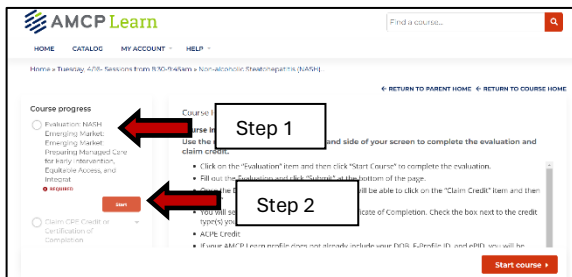 AMCP Learn
Find a course...
HOME CATALOG MY ACCOUNT HELP
Home » Tuesday, 4/18- Sessions from 8:30-9:45am » Non-alcoholic Steatohepatitis (NASH)...
← RETURN TO PARENT HOME ← RETURN TO COURSE HOME
Course progress
Evaluation: NASH
Emerging Market:
Emerging Market
Preparing Managed Care
for Early Intervention,
Equitable Access, and
Integrat
REQUIRED
Start
Claim CPE Credit or
Certification of
Completion
Step 1
Step 2
Course
Course
Use the and side of your screen to complete the evaluation and
claim credit.
• Click on the "Evaluation" item and then click "Start Course" to complete the evaluation.
• Fill out the Evaluation and click "Submit" at the bottom of the page.
• will be able to click on the "Claim Credit" item and then
• You will icate of Completion. Check the box next to the credit
type(s)
• ACPE Credit
• If your AMCP Learn profile does not already include your DOB, E-Profile ID, and ePID, you will be
Start course